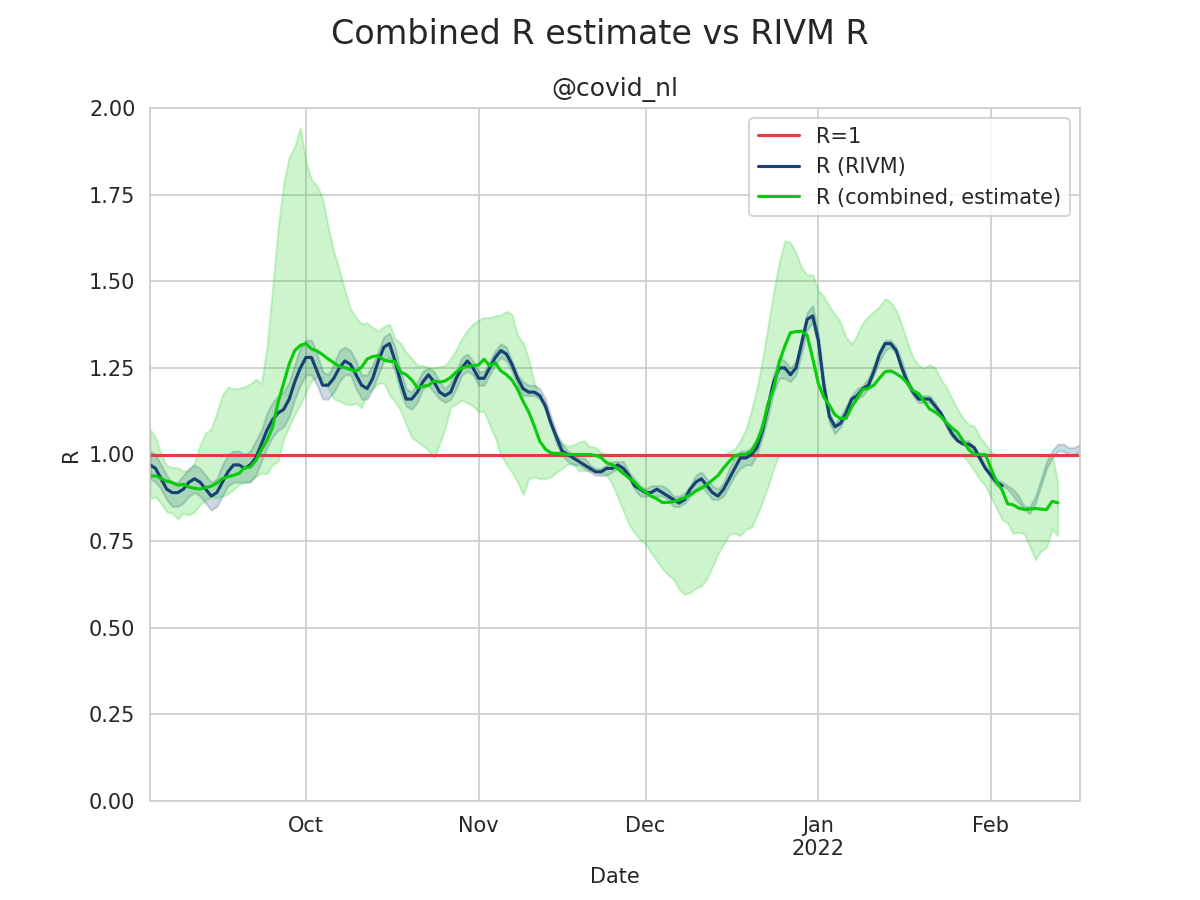 Combined R estimate vs RIVM R
@covid_nl
2.00
1.75
1.50
1.25
1.00
0.75
0.50
0.25
0.00
R
R=1
R (RIVM)
R (combined, estimate)
Oct
Nov
Dec
Jan
2022
Feb
Date